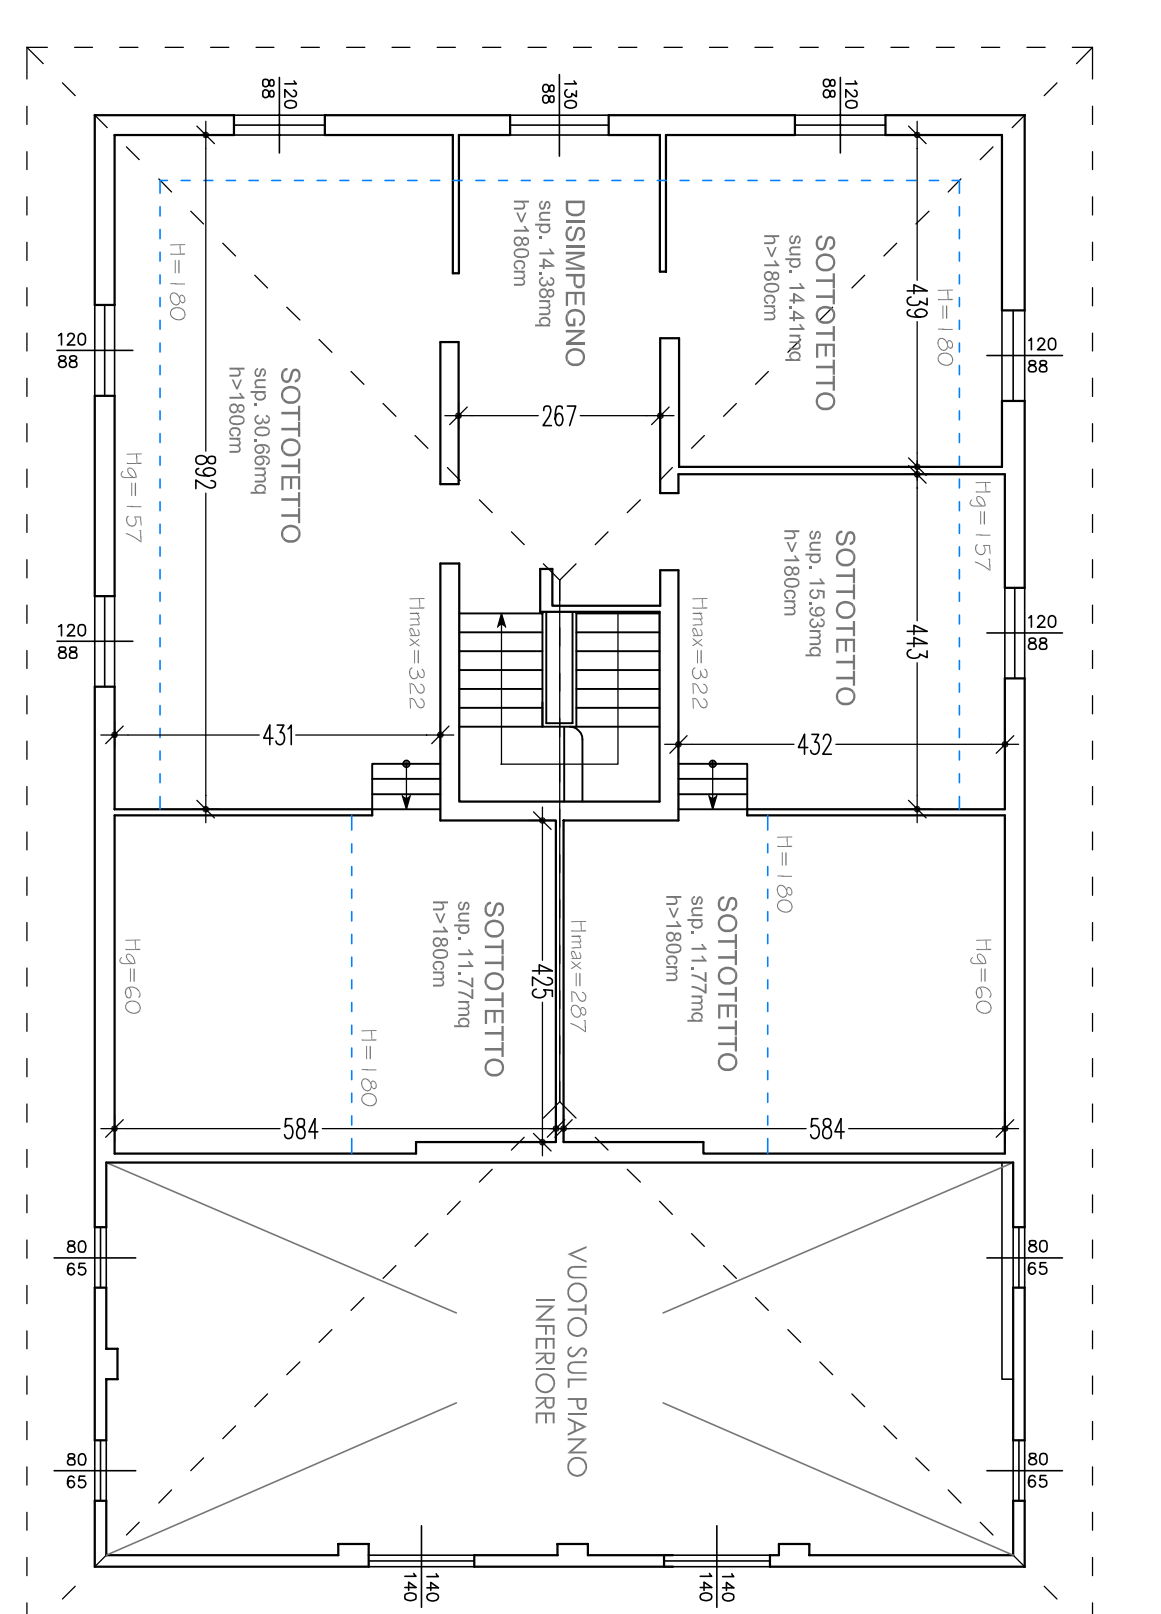 120
88
130
88
120
88
DISIMPEGNO
sup. 14.38mq
h>180cm
SOTTOTETTO
sup. 14.41mq
h>180cm
439
H=180
H=180
120
88
120
88
SOTTOTETTO
sup. 30.66mq
h>180cm
267
892
Hg=157
Hg=157
SOTTOTETTO
sup. 15.93mq
h>180cm
443
120
88
120
88
Hmax=322
Hmax=322
431
432
H=180
SOTTOTETTO
sup. 11.77mq
h>180cm
425
Hmax=287
SOTTOTETTO
sup. 11.77mq
h>180cm
Hg=60
Hg=60
H=180
584
584
80
65
80
65
VUOTO SUL PIANO
INFERIORE
80
65
80
65
140
140
140
140